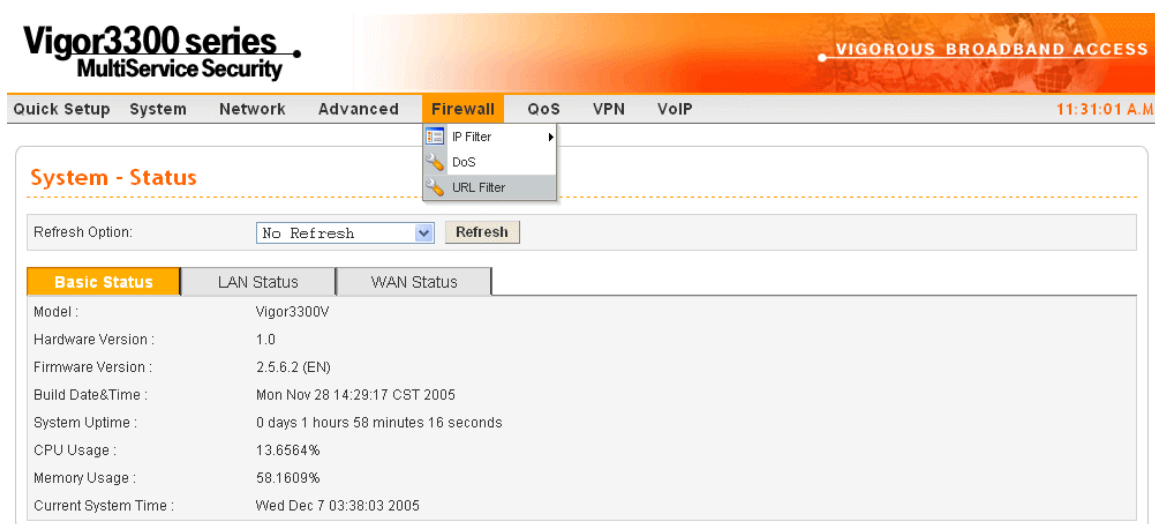 Vigor3300 series
MultiService Security
VIGOROUS BROADBAND ACCESS
Quick Setup System Network Advanced Firewall QoS VPN VoIP 11:31:01 A.M
IP Filter
DoS
URL Filter
System - Status
Refresh Option: No Refresh Refresh
Basic Status LAN Status WAN Status
Model : Vigor3300V
Hardware Version : 1.0
Firmware Version : 2.5.6.2 (EN)
Build Date&Time : Mon Nov 28 14:29:17 CST 2005
System Uptime : 0 days 1 hours 58 minutes 16 seconds
CPU Usage : 13.6564%
Memory Usage : 58.1609%
Current System Time : Wed Dec 7 03:38:03 2005